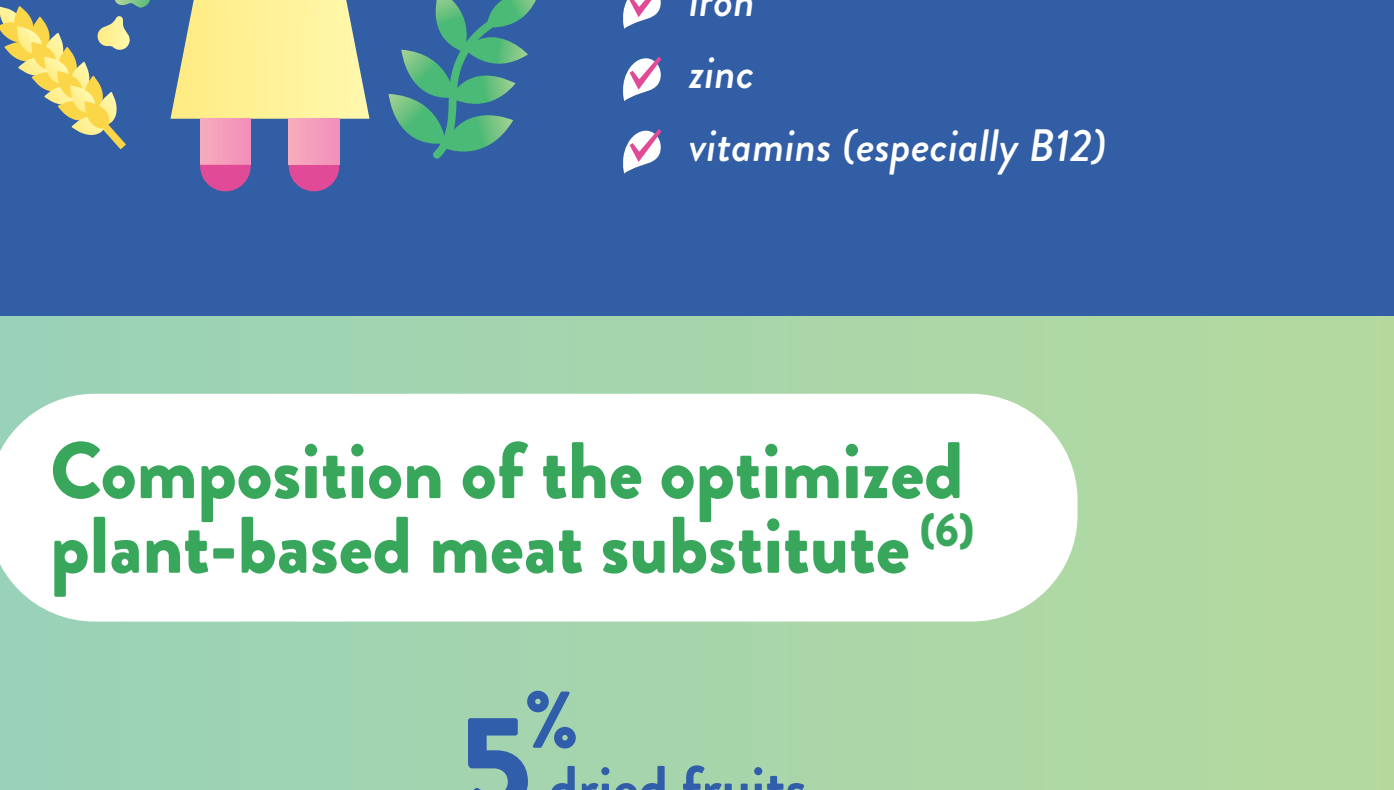 iron
zinc
vitamins (especially B12)
Composition of the optimized
plant-based meat substitute (6)
5%
dried fruits